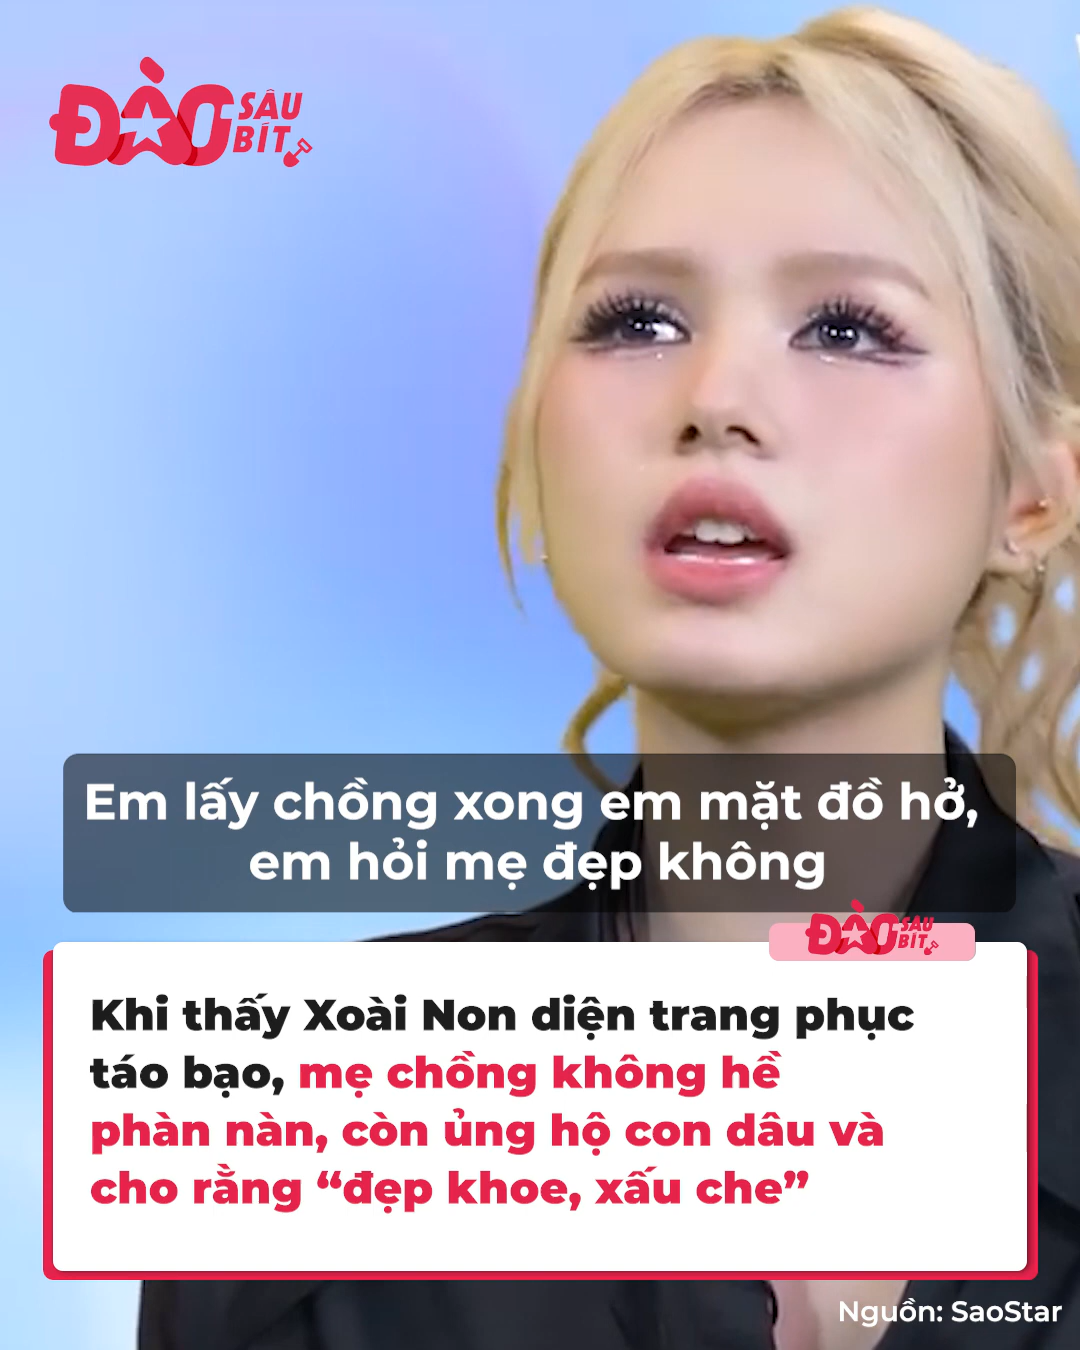 ĐÀO SÂU BÍT
Em lấy chồng xong em mặt đồ hở,
em hỏi mẹ đẹp không
ĐÀO SÂU BÍT
Khi thấy Xoài Non diện trang phục
táo bạo, mẹ chồng không hề
phàn nàn, còn ủng hộ con dâu và
cho rằng “đẹp khoe, xấu che”
Nguồn: SaoStar